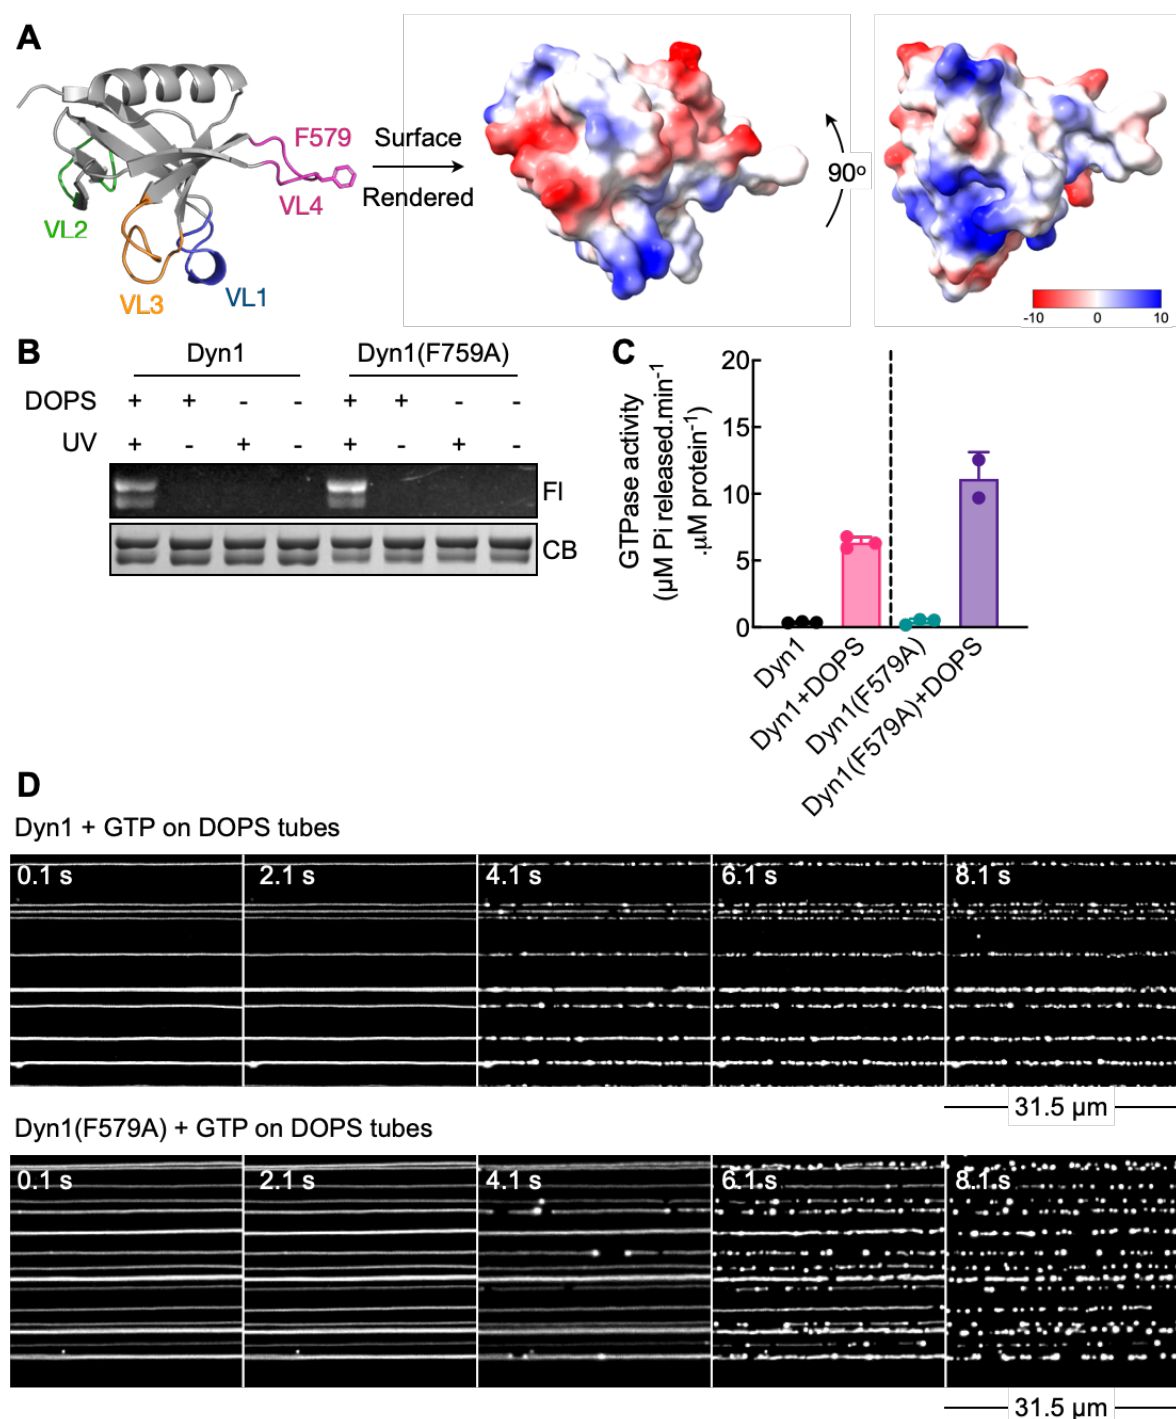 A
F579
VL4
VL2
VL3
VL1
Surface
Rendered
90o
-10 0 10
B
Dyn1 Dyn1(F759A)
DOPS + + - - + + - -
UV + - + - + - + -
Fl
CB
C
GTPase activity
(µM Pi released.min-1
.µM protein-1)
20
15
10
5
0
Dyn1
Dyn1+DOPS
Dyn1(F579A)
Dyn1(F579A)+DOPS
D
Dyn1 + GTP on DOPS tubes
0.1 s 2.1 s 4.1 s 6.1 s 8.1 s
31.5 µm
Dyn1(F579A) + GTP on DOPS tubes
0.1 s 2.1 s 4.1 s 6.1 s 8.1 s
31.5 µm